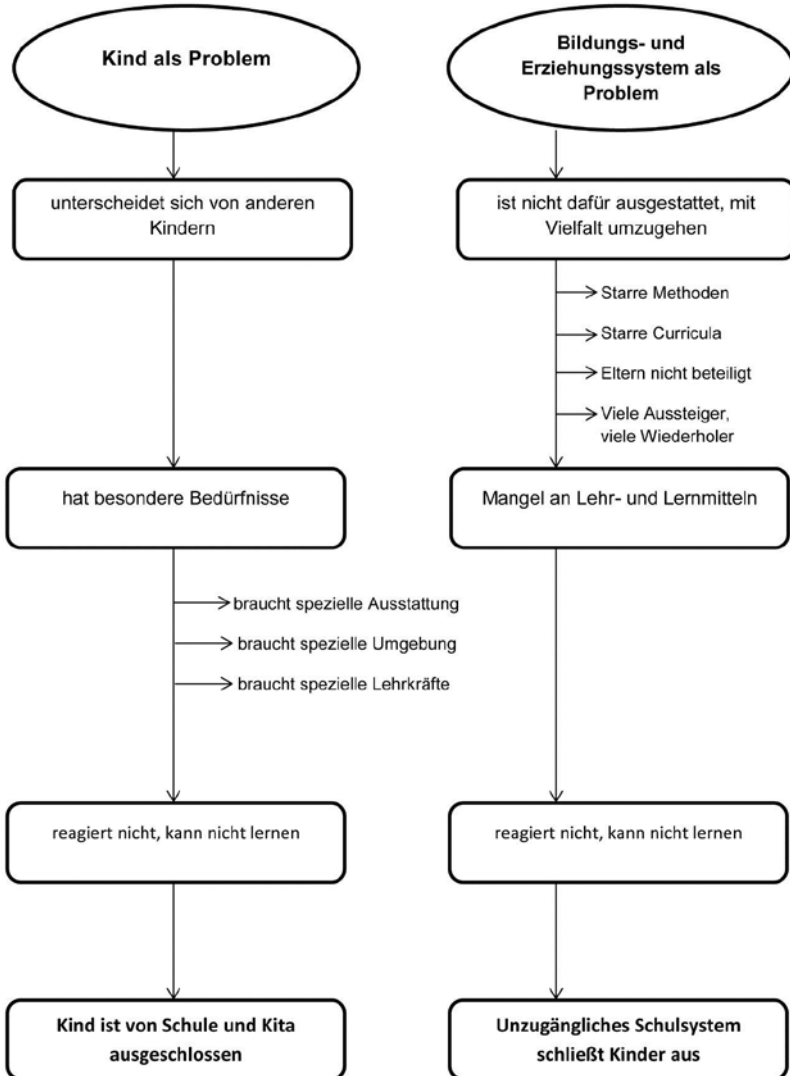 Kind als Problem
unterscheidet sich von anderen
Kindern
hat besondere Bedürfnisse
braucht spezielle Ausstattung
braucht spezielle Umgebung
braucht spezielle Lehrkräfte
reagiert nicht, kann nicht lernen
Kind ist von Schule und Kita
ausgeschlossen
Bildungs- und
Erziehungssystem als
Problem
ist nicht dafür ausgestattet, mit
Vielfalt umzugehen
Starre Methoden
Starre Curricula
Eltern nicht beteiligt
Viele Aussteiger,
viele Wiederholer
Mangel an Lehr- und Lernmitteln
reagiert nicht, kann nicht lernen
Unzugängliches Schulsystem
schließt Kinder aus